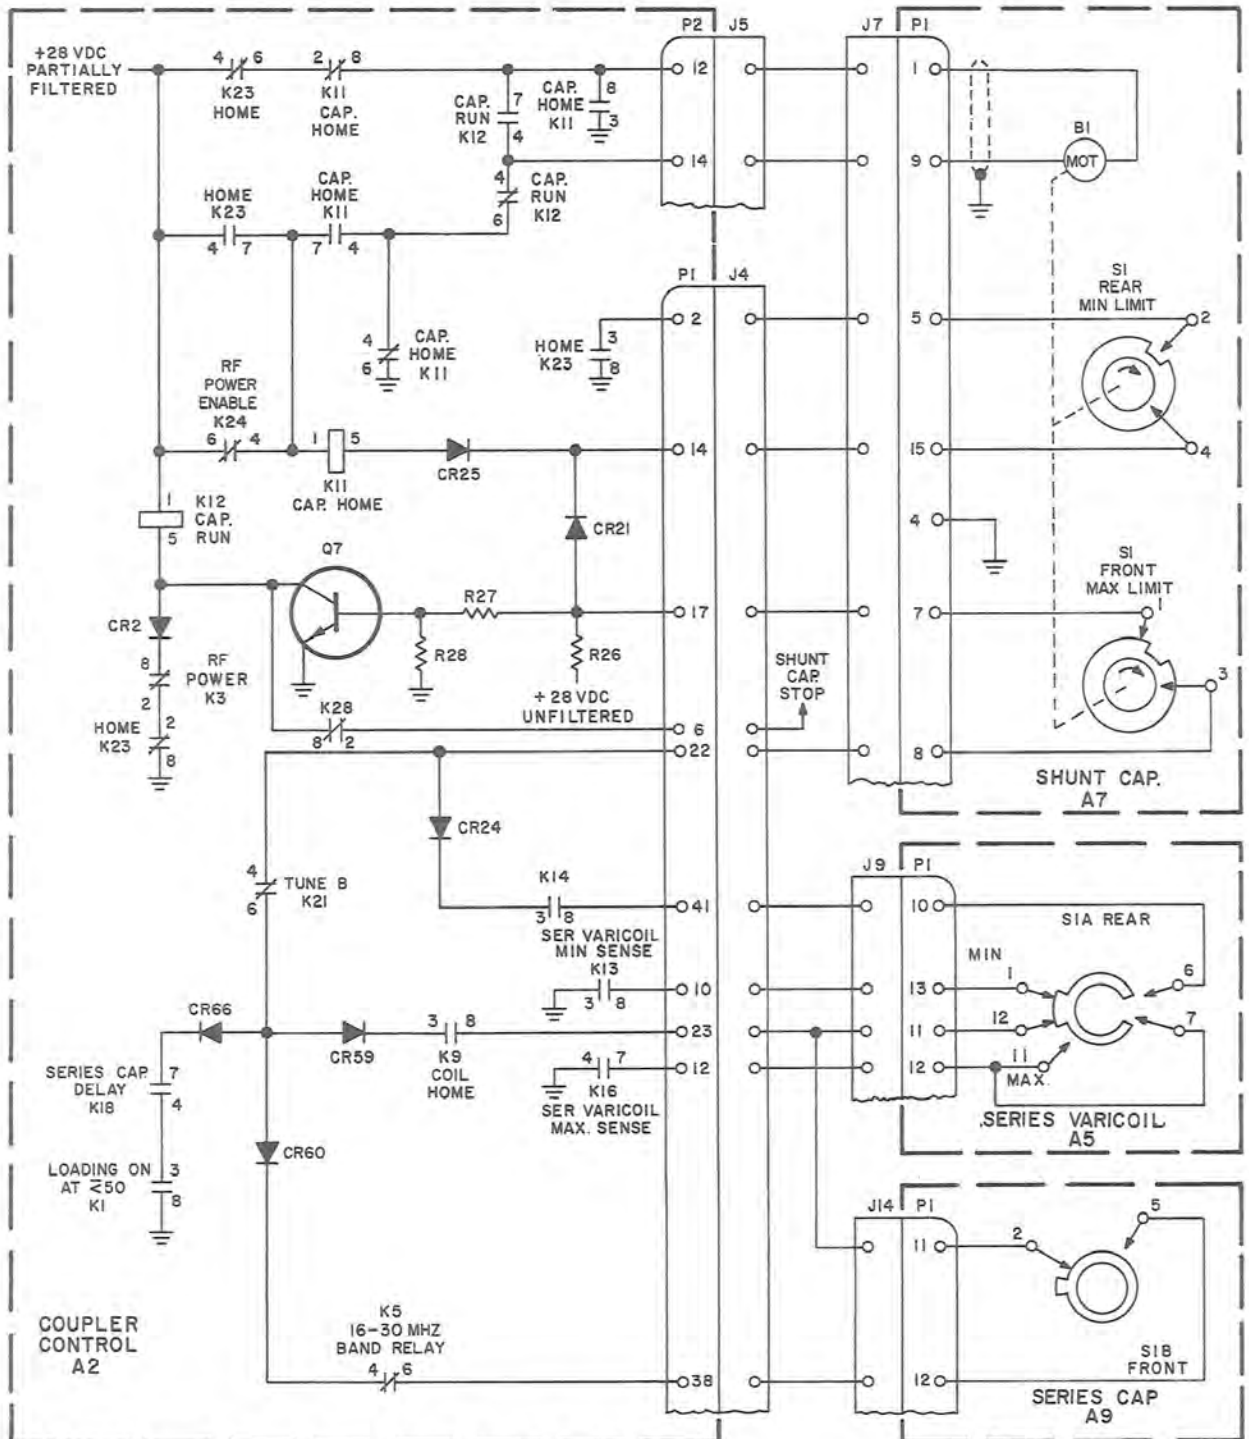 P2 J5 J7 P1
+28 VDC
PARTIALLY
FILTERED
4 6
K23
HOME
2 8
K11
CAP.
HOME
CAP.
RUN
K12
7
4
CAP.
HOME
K11
8
3
12
14
1
9
B1
MOT
HOME
K23
4 7
CAP.
HOME
K11
7 4
4
6
CAP.
RUN
K12
P1 J4
S1
REAR
MIN LIMIT
2
HOME
K23
3
8
5
2
4
6
CAP.
HOME
K11
RF
POWER
ENABLE
K24
6 4
1 5
K11
CAP. HOME
CR25
14
15
4
1
5
K12
CAP.
RUN
Q7
CR21
4
S1
FRONT
MAX LIMIT
1
CR2
R27
17
7
R28
R26
+28 VDC
UNFILTERED
SHUNT
CAP.
STOP
3
8
2
RF
POWER
K3
HOME
K23
2
8
K28
8 2
6
22
8
SHUNT CAP.
A7
CR24
4
6
TUNE B
K21
K14
3 8
SER VARICOIL
MIN SENSE
41
J9 P1
10
S1A REAR
K13
3 8
10
MIN
13
1
6
CR66
CR59
3 8
K9
COIL
HOME
23
11
12
7
SERIES CAP.
DELAY
K18
7
4
4 7
K16
SER VARICOIL
MAX. SENSE
12
12
11
MAX.
SERIES VARICOIL
A5
CR60
LOADING ON
AT <50
K1
3
8
J14 P1
11
2
5
COUPLER
CONTROL
A2
K5
16-30 MHZ
BAND RELAY
4 6
38
12
S1B
FRONT
SERIES CAP
A9